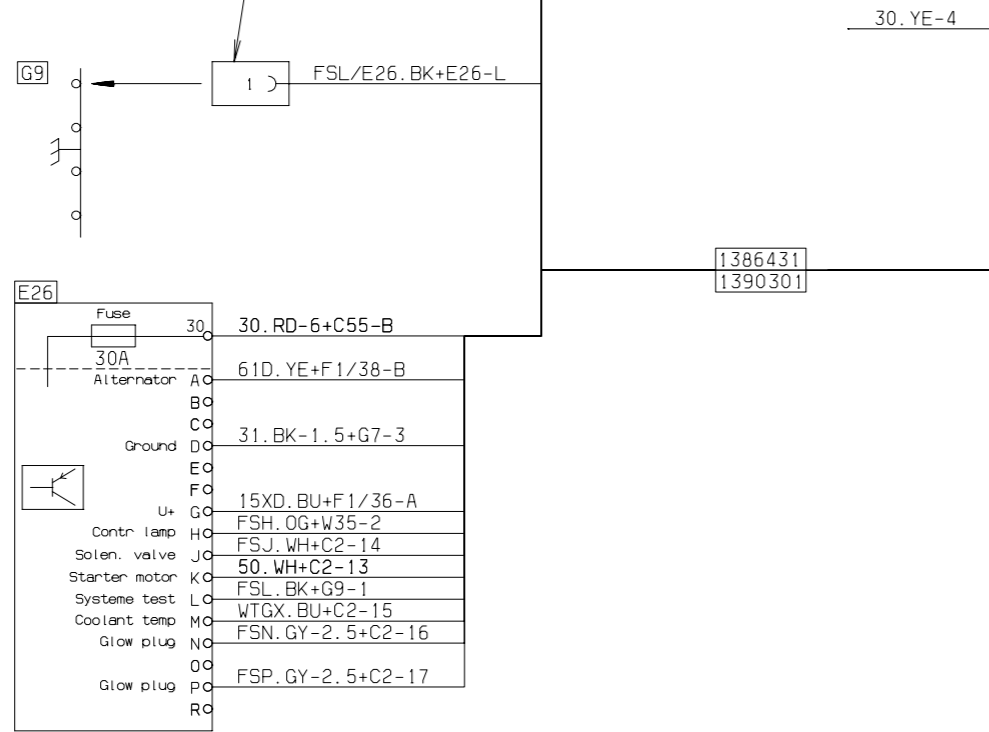 30.YE-4
G9
1 FSL/E26.BK+E26-L
1386431
1390301
E26
Fuse
30 30.RD-6+C55-B
30A
Alternator A 61D.YE+F1/38-B
B
C
Ground D 31.BK-1.5+G7-3
E
F
U+ G 15XD.BU+F1/36-A
Contr lamp H FSH.OG+W35-2
Solen. valve J FSJ.WH+C2-14
Starter motor K 50.WH+C2-13
Systeme test L FSL.BK+G9-1
Coolant temp M WTGX.BU+C2-15
Glow plug N FSN.GY-2.5+C2-16
O
Glow plug P FSP.GY-2.5+C2-17
R